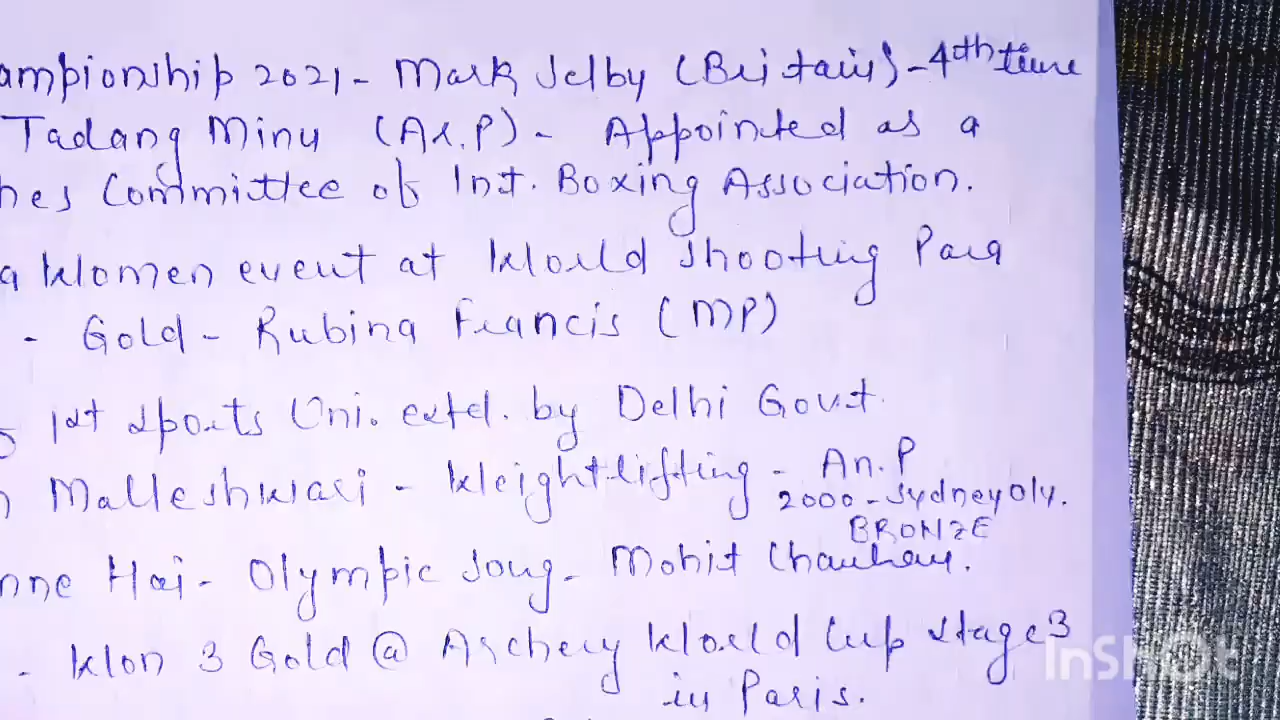 ampionship 2021 - Mark Selby (Britain) - 4th time
Tadang Minu (Ar.P) - Appointed as a
hes Committee of Int. Boxing Association.
a Women event at World Shooting Para
- Gold - Rubina Francis (MP)
1st Sports Uni. estd. by Delhi Govt.
Malleshwari - Weightlifting - An. P
2000 - Sydney Oly.
BRONZE
nne Hai - Olympic Song - Mohit Chauhan.
- Won 3 Gold @ Archery World Cup Stage 3
in Paris.
InShot